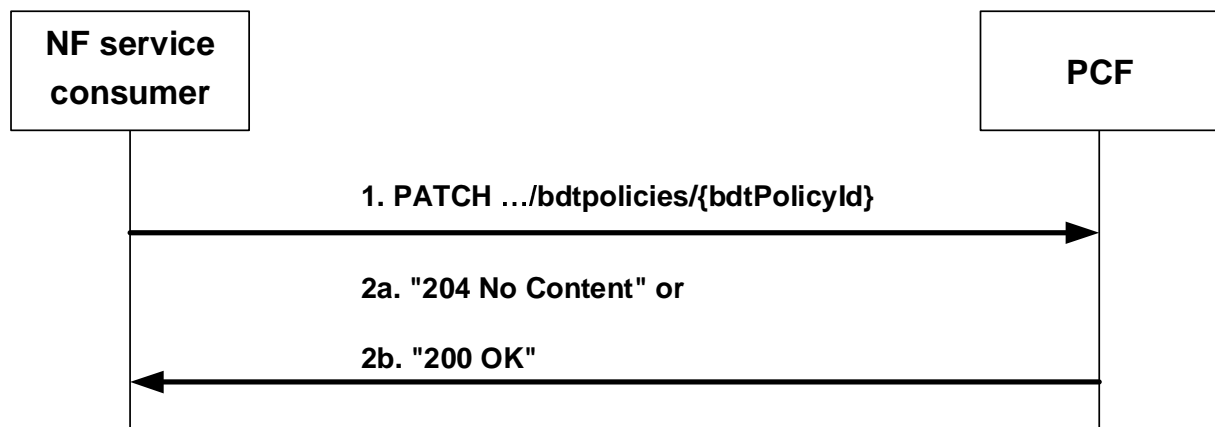 NF service
consumer
PCF
1. PATCH …/bdtpolicies/{bdtPolicyId}
2a. "204 No Content" or
2b. "200 OK"